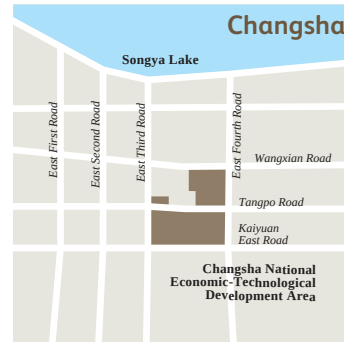 Changsha
Songya Lake
East First Road
East Second Road
East Third Road
East Fourth Road
Wangxian Road
Tangpo Road
Kaiyuan
East Road
Changsha National
Economic-Technological
Development Area